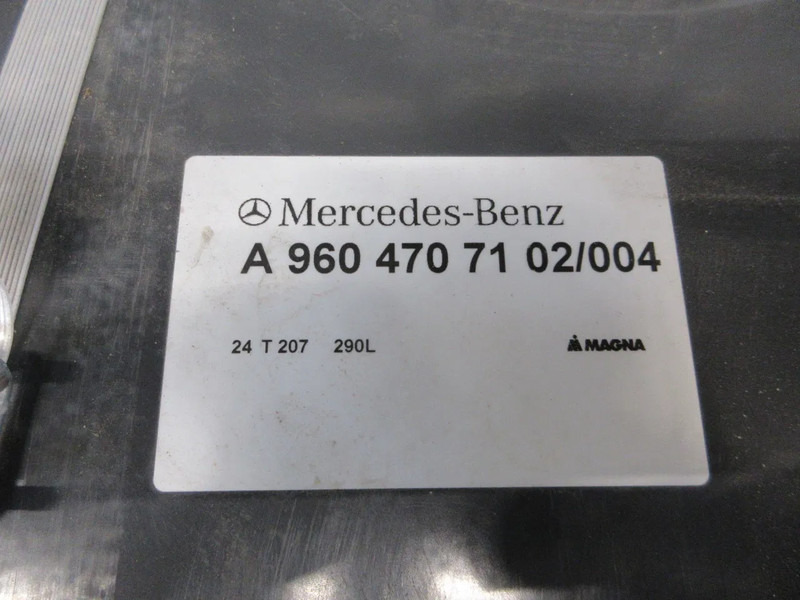 Mercedes-Benz
A 960 470 71 02/004
24 T 207 290L
MAGNA